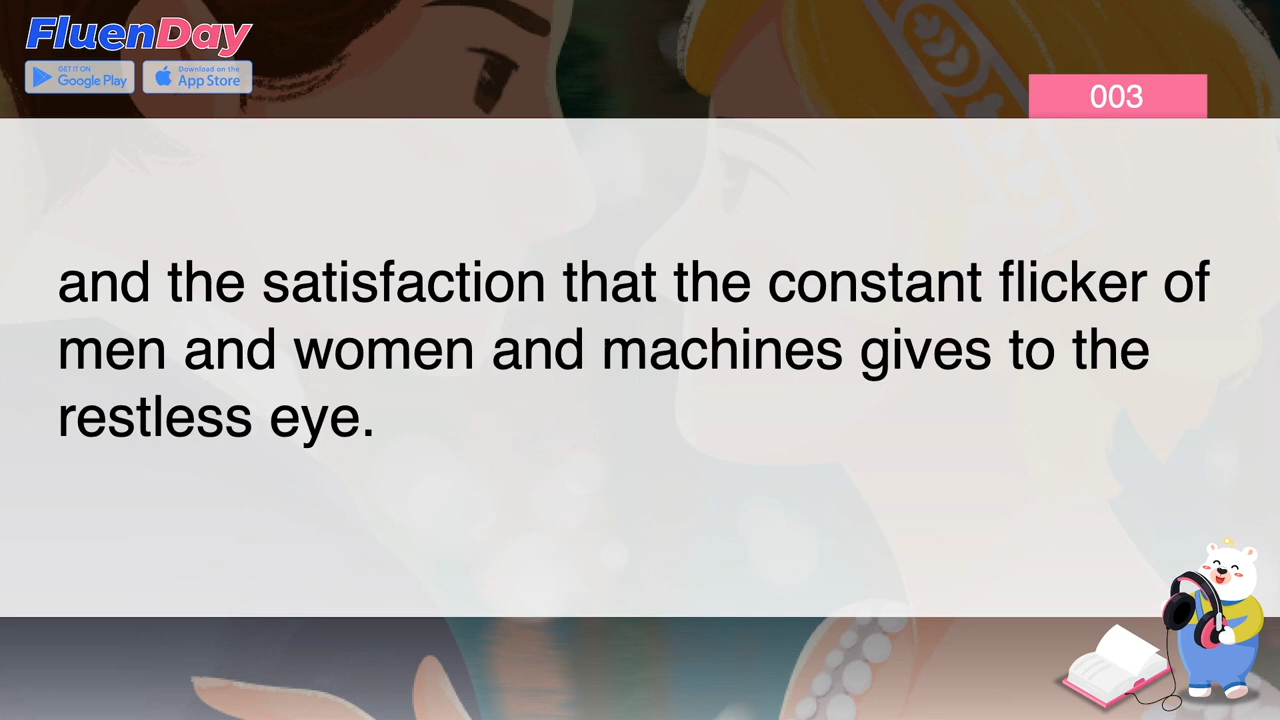 FluenDay
GET IT ON
Google Play
Download on the
App Store
003
and the satisfaction that the constant flicker of
men and women and machines gives to the
restless eye.